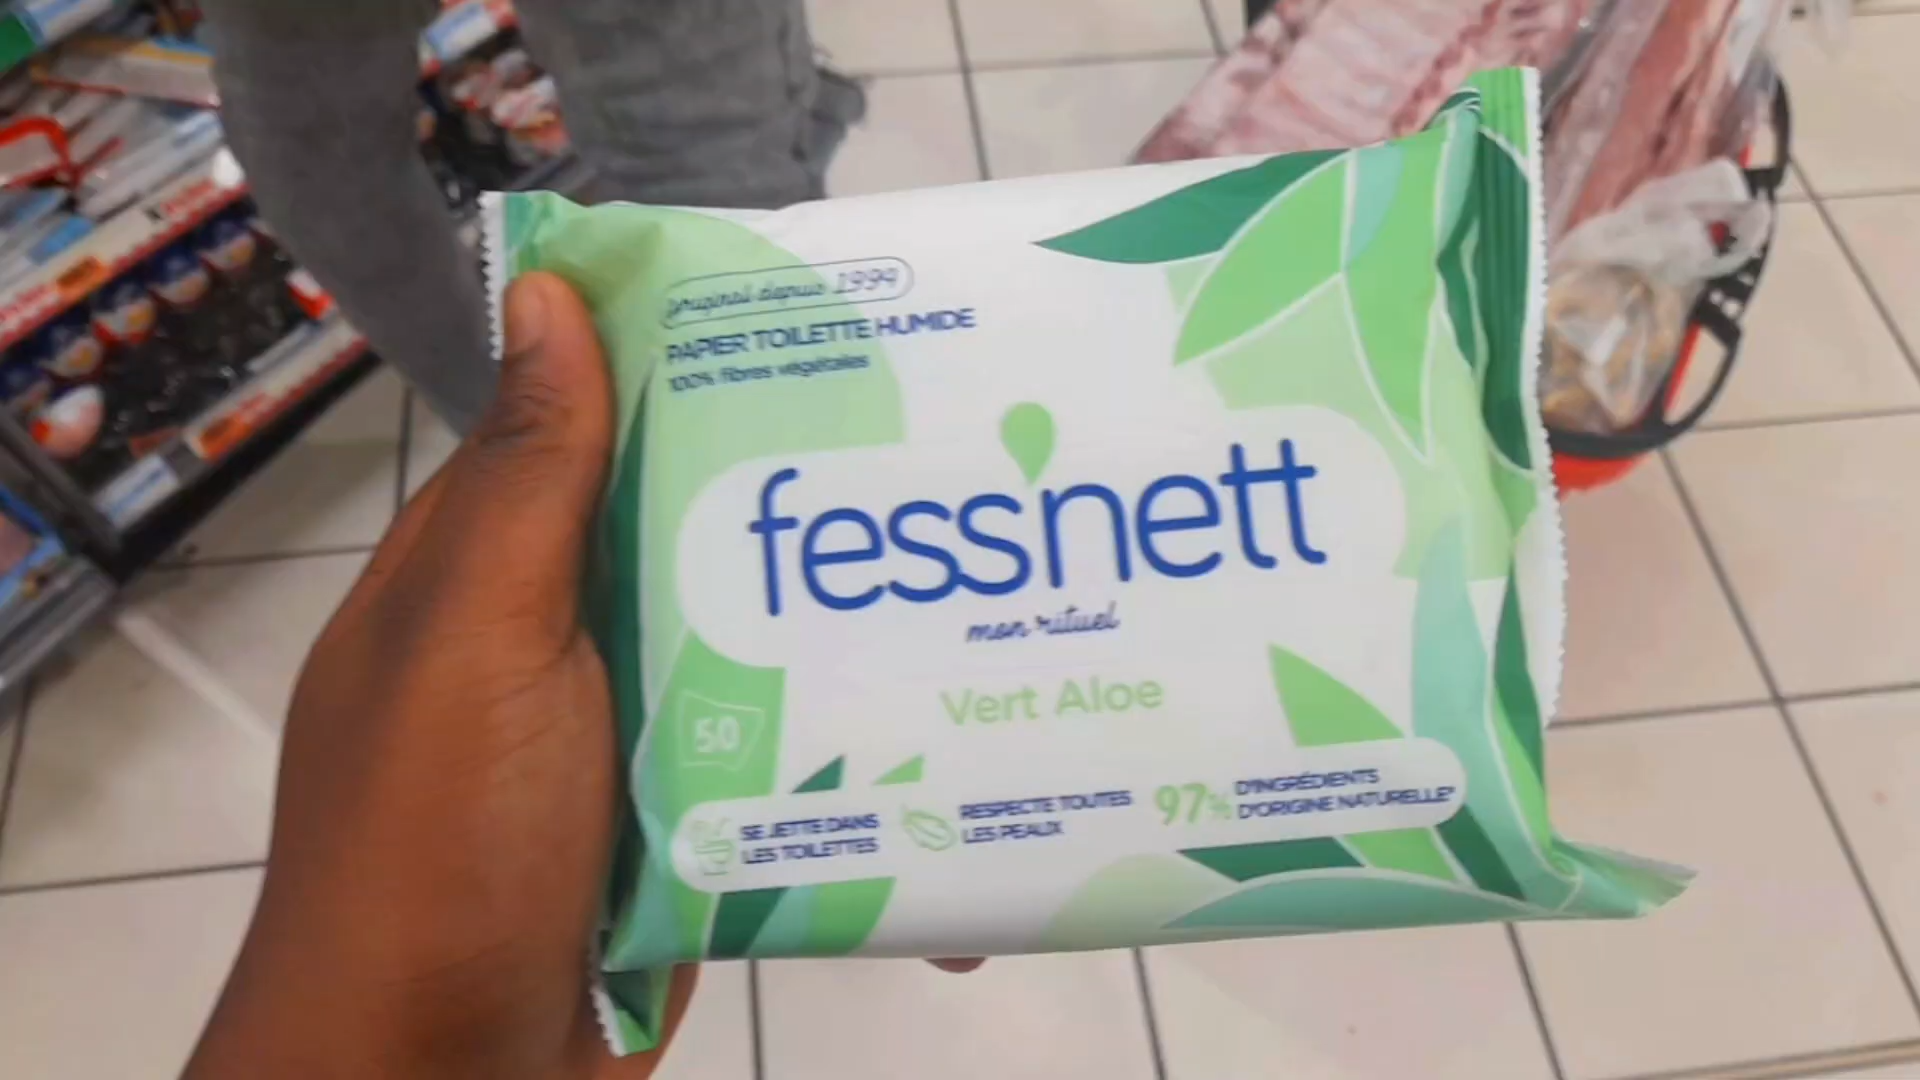 original depuis 1994
PAPIER TOILETTE HUMIDE
100% fibres végétales
fess'nett
mon rituel
Vert Aloe
50
SE JETTE DANS
LES TOILETTES
RESPECTE TOUTES
LES PEAUX
97%
D'INGRÉDIENTS
D'ORIGINE NATURELLE*